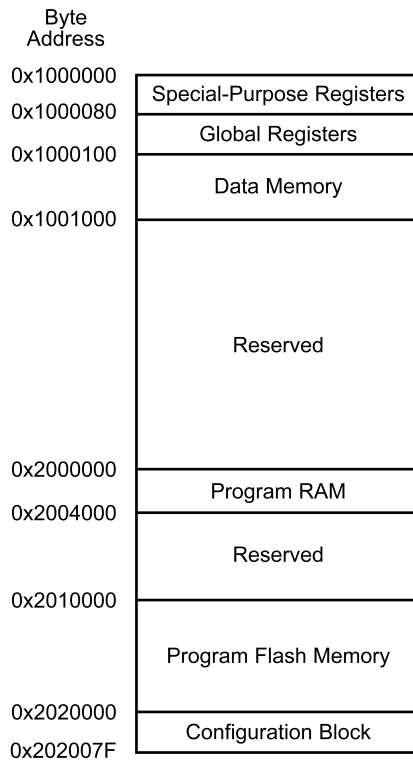 Byte
Address
0x1000000
Special-Purpose Registers
0x1000080
Global Registers
0x1000100
Data Memory
0x1001000
Reserved
0x2000000
Program RAM
0x2004000
Reserved
0x2010000
Program Flash Memory
0x2020000
Configuration Block
0x202007F